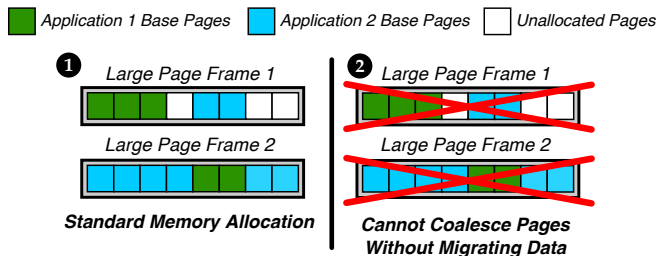 Application 1 Base Pages Application 2 Base Pages Unallocated Pages
1
Large Page Frame 1
Large Page Frame 2
Standard Memory Allocation
2
Large Page Frame 1
Large Page Frame 2
Cannot Coalesce Pages
Without Migrating Data